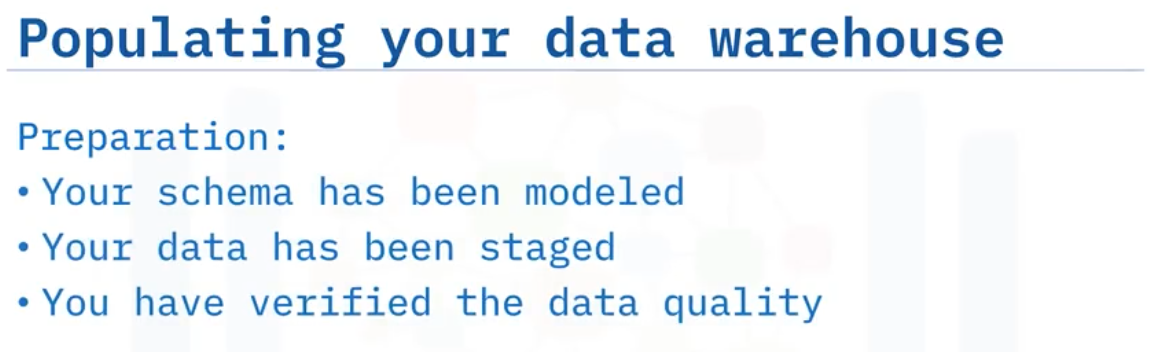 Populating your data warehouse
Preparation:
• Your schema has been modeled
• Your data has been staged
• You have verified the data quality